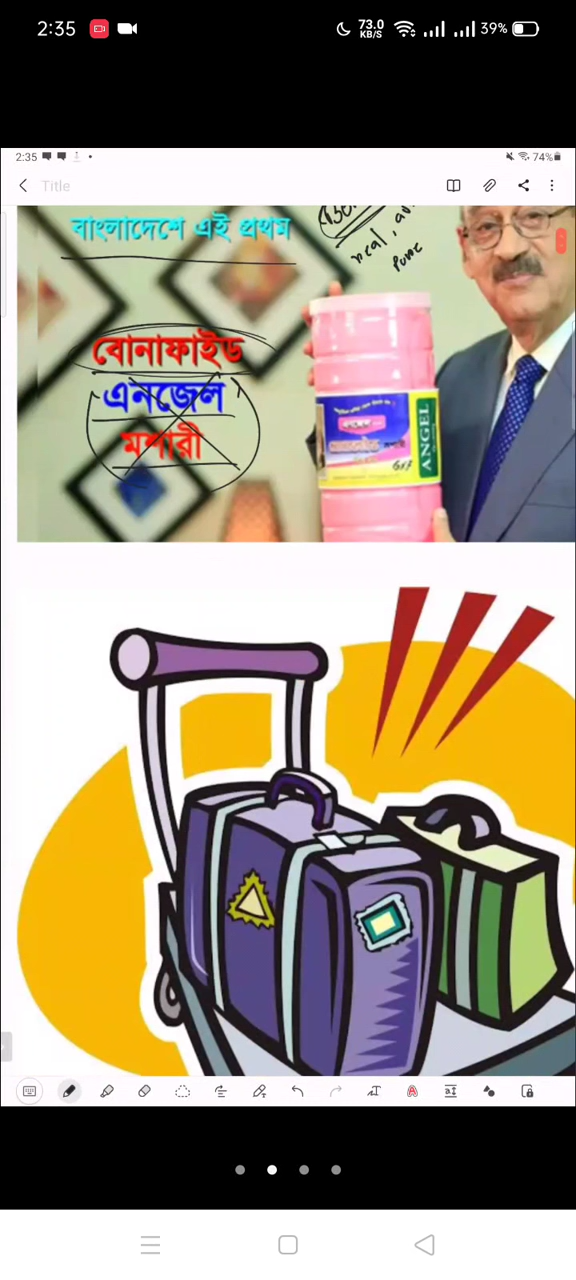 2:35
73.0
KB/S
39%
2:35
74%
Title
বাংলাদেশে এই প্রথম
real,
pure
বোনাফাইড
এনজেল
মশারী
ANGEL